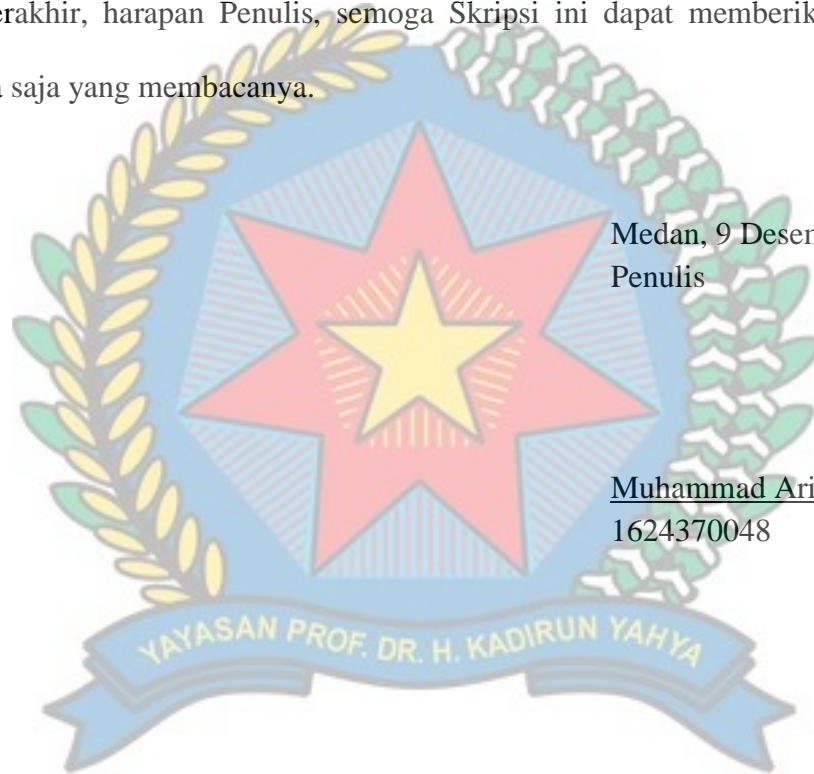 erakhir, harapan Penulis, semoga Skripsi ini dapat memberik
saja yang membacanya.
Medan, 9 Desem
Penulis
Muhammad Ari
1624370048
YAYASAN PROF. DR. H. KADIRUN YAHYA